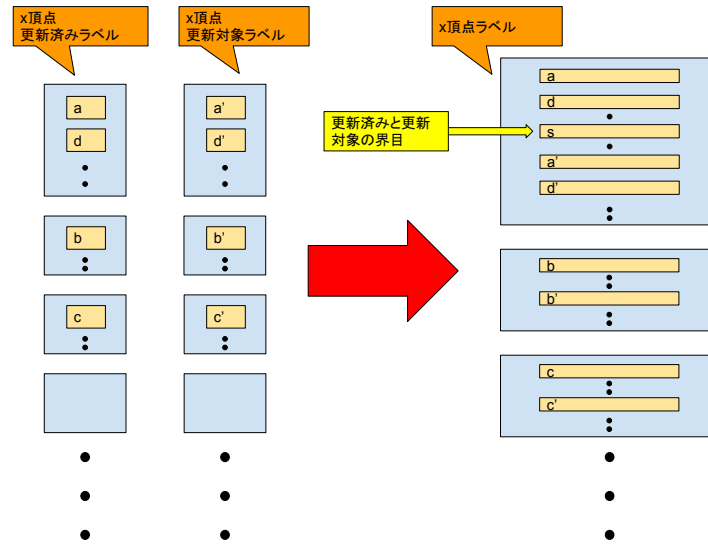 x頂点
更新済みラベル
x頂点
更新対象ラベル
x頂点ラベル
a
d
b
c
a'
d'
b'
c'
更新済みと更新
対象の界目
a
d
s
a'
d'
b
b'
c
c'